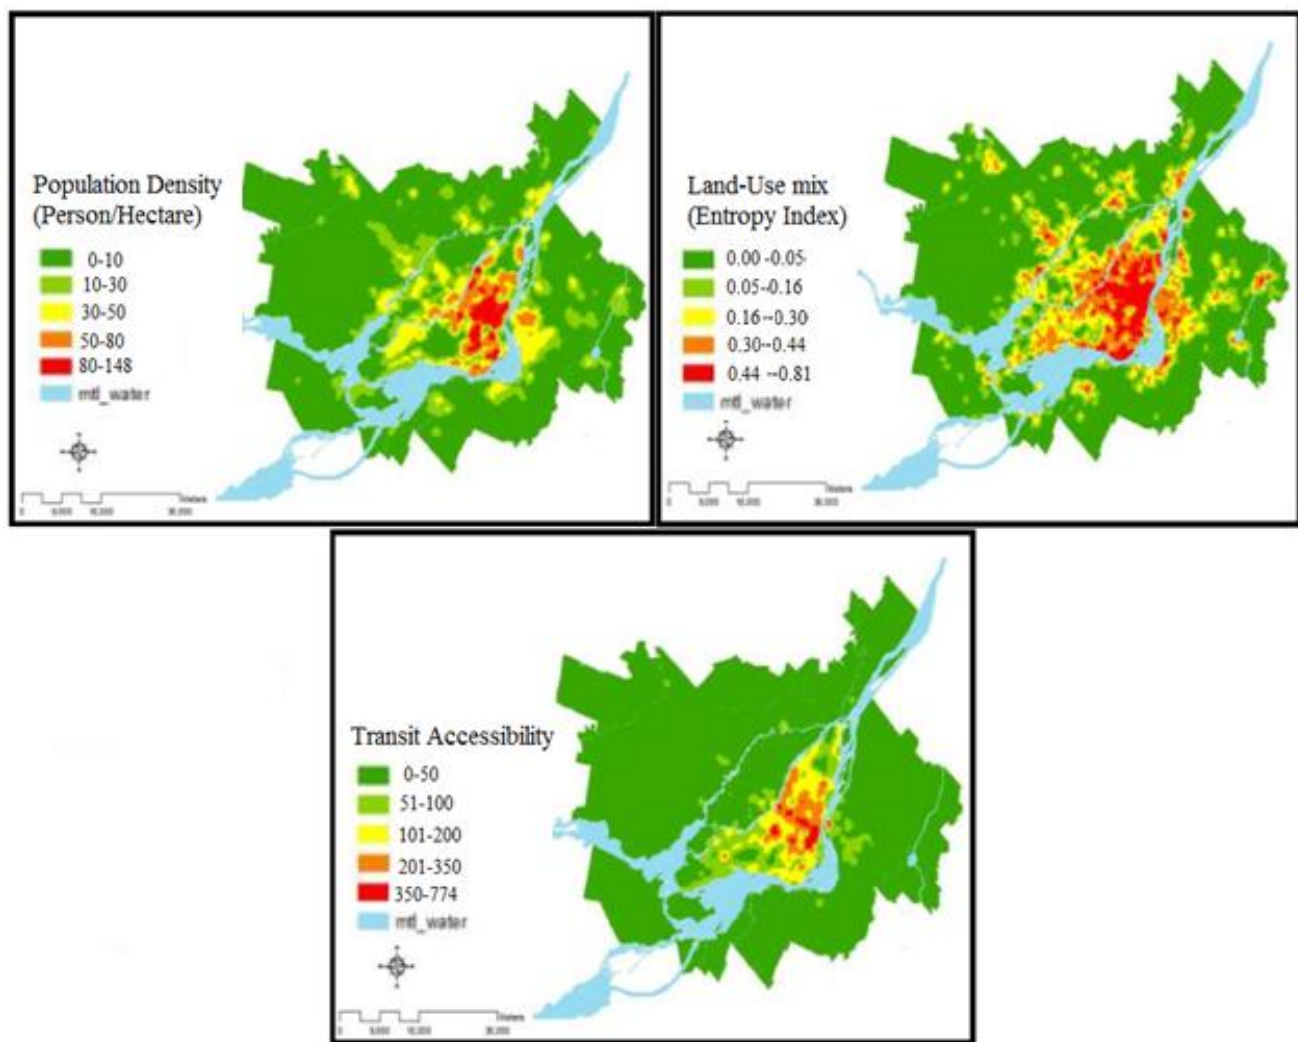 Population Density
(Person/Hectare)
0-10
10-30
30-50
50-80
80-148
mtl_water
Land-Use mix
(Entropy Index)
0.00 -0.05
0.05-0.16
0.16--0.30
0.30--0.44
0.44 --0.81
mtl_water
Transit Accessibility
0-50
51-100
101-200
201-350
350-774
mtl_water